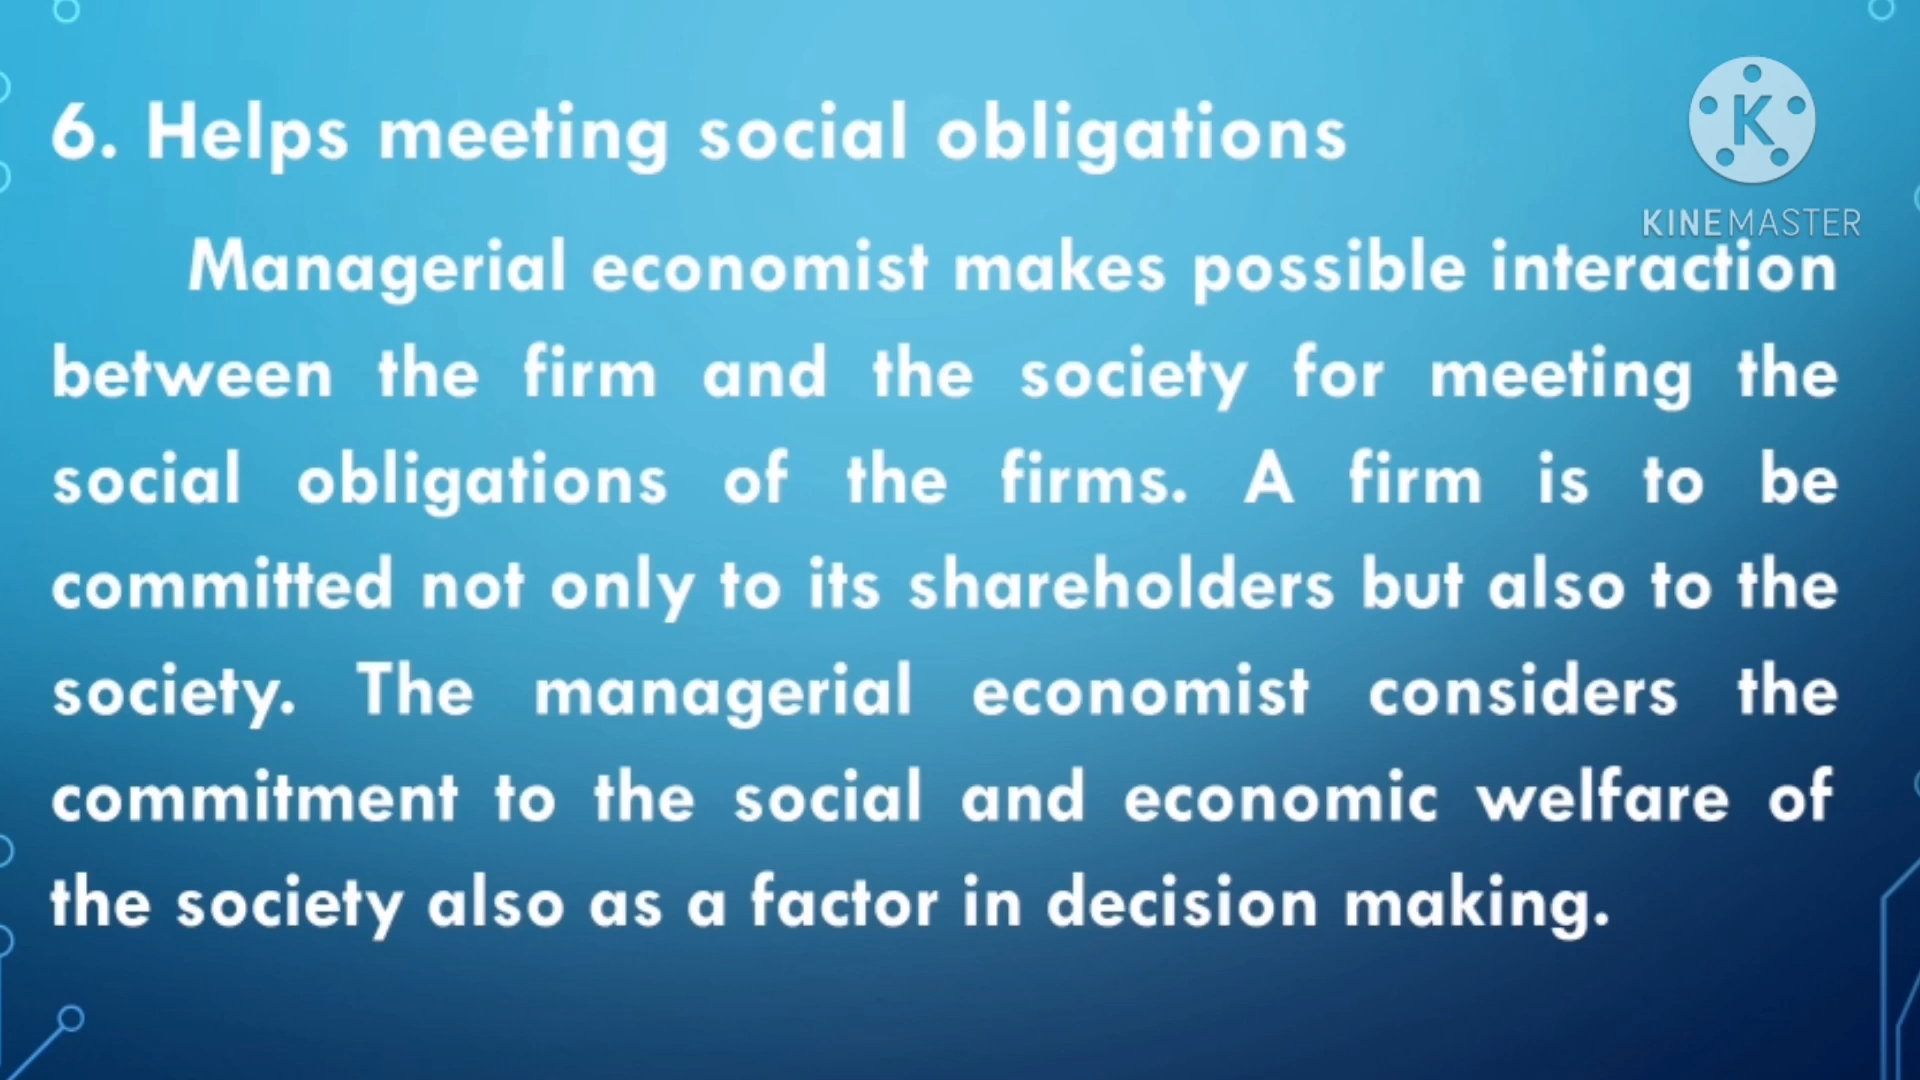 6. Helps meeting social obligations
KINEMASTER
Managerial economist makes possible interaction
between the firm and the society for meeting the
social obligations of the firms. A firm is to be
committed not only to its shareholders but also to the
society. The managerial economist considers the
commitment to the social and economic welfare of
the society also as a factor in decision making.